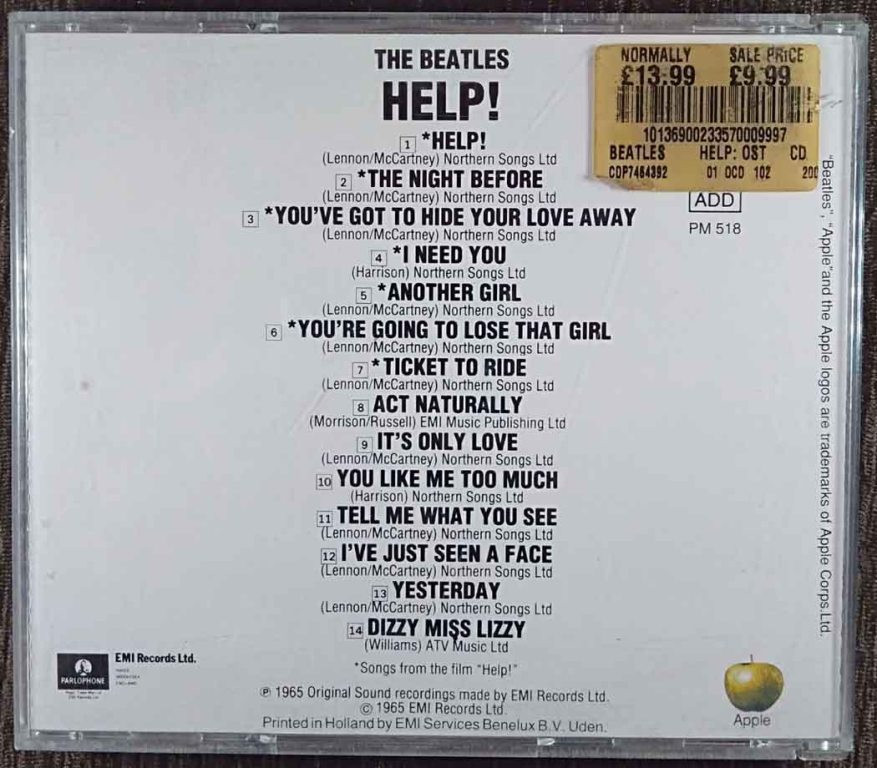 THE BEATLES
HELP!
1 *HELP!
(Lennon/McCartney) Northern Songs Ltd
2 *THE NIGHT BEFORE
(Lennon/McCartney) Northern Songs Ltd
3 *YOU'VE GOT TO HIDE YOUR LOVE AWAY
(Lennon/McCartney) Northern Songs Ltd
4 *I NEED YOU
(Harrison) Northern Songs Ltd
5 *ANOTHER GIRL
(Lennon/McCartney) Northern Songs Ltd
6 *YOU'RE GOING TO LOSE THAT GIRL
(Lennon/McCartney) Northern Songs Ltd
7 *TICKET TO RIDE
(Lennon/McCartney) Northern Songs Ltd
8 ACT NATURALLY
(Morrison/Russell) EMI Music Publishing Ltd
9 IT'S ONLY LOVE
(Lennon/McCartney) Northern Songs Ltd
10 YOU LIKE ME TOO MUCH
(Harrison) Northern Songs Ltd
11 TELL ME WHAT YOU SEE
(Lennon/McCartney) Northern Songs Ltd
12 I'VE JUST SEEN A FACE
(Lennon/McCartney) Northern Songs Ltd
13 YESTERDAY
(Lennon/McCartney) Northern Songs Ltd
14 DIZZY MISS LIZZY
(Williams) ATV Music Ltd
*Songs from the film "Help!"
℗ 1965 Original Sound recordings made by EMI Records Ltd.
© 1965 EMI Records Ltd.
Printed in Holland by EMI Services Benelux B.V. Uden.
NORMALLY SALE PRICE
£13.99 £9.99
10136900233570009997
BEATLES HELP: OST CD
CDP7464392 01 OCD 102 200
ADD
PM 518
"Beatles", "Apple" and the Apple logos are trademarks of Apple Corps.Ltd.
PARLOPHONE
EMI Records Ltd.
Apple